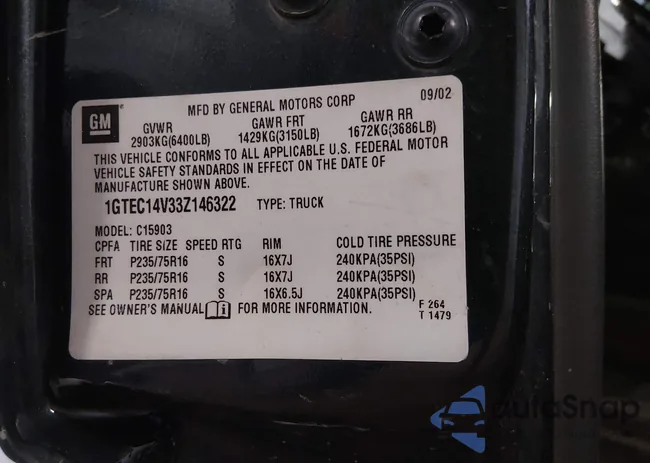 GM
MFD BY GENERAL MOTORS CORP 09/02
GVWR GAWR FRT GAWR RR
2903KG(6400LB) 1429KG(3150LB) 1672KG(3686LB)
THIS VEHICLE CONFORMS TO ALL APPLICABLE U.S. FEDERAL MOTOR
VEHICLE SAFETY STANDARDS IN EFFECT ON THE DATE OF
MANUFACTURE SHOWN ABOVE.
1GTEC14V33Z146322 TYPE: TRUCK
MODEL: C15903
CPFA TIRE SIZE SPEED RTG RIM COLD TIRE PRESSURE
FRT P235/75R16 S 16X7J 240KPA(35PSI)
RR P235/75R16 S 16X7J 240KPA(35PSI)
SPA P235/75R16 S 16X6.5J 240KPA(35PSI)
SEE OWNER'S MANUAL FOR MORE INFORMATION.
F 264
T 1479
autoSnap